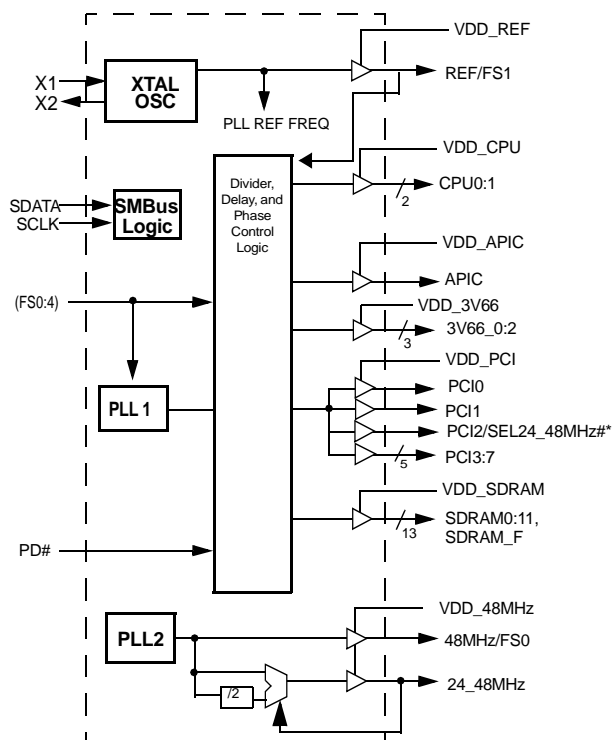 VDD_REF
X1
X2
XTAL
OSC
REF/FS1
PLL REF FREQ
VDD_CPU
Divider,
Delay, and
Phase
Control
Logic
CPU0:1
2
SDATA
SCLK
SMBus
Logic
VDD_APIC
APIC
(FS0:4)
VDD_3V66
3V66_0:2
3
VDD_PCI
PCI0
PLL 1
PCI1
PCI2/SEL24_48MHz#*
PCI3:7
5
VDD_SDRAM
SDRAM0:11,
SDRAM_F
13
PD#
VDD_48MHz
PLL2
48MHz/FS0
/2
24_48MHz